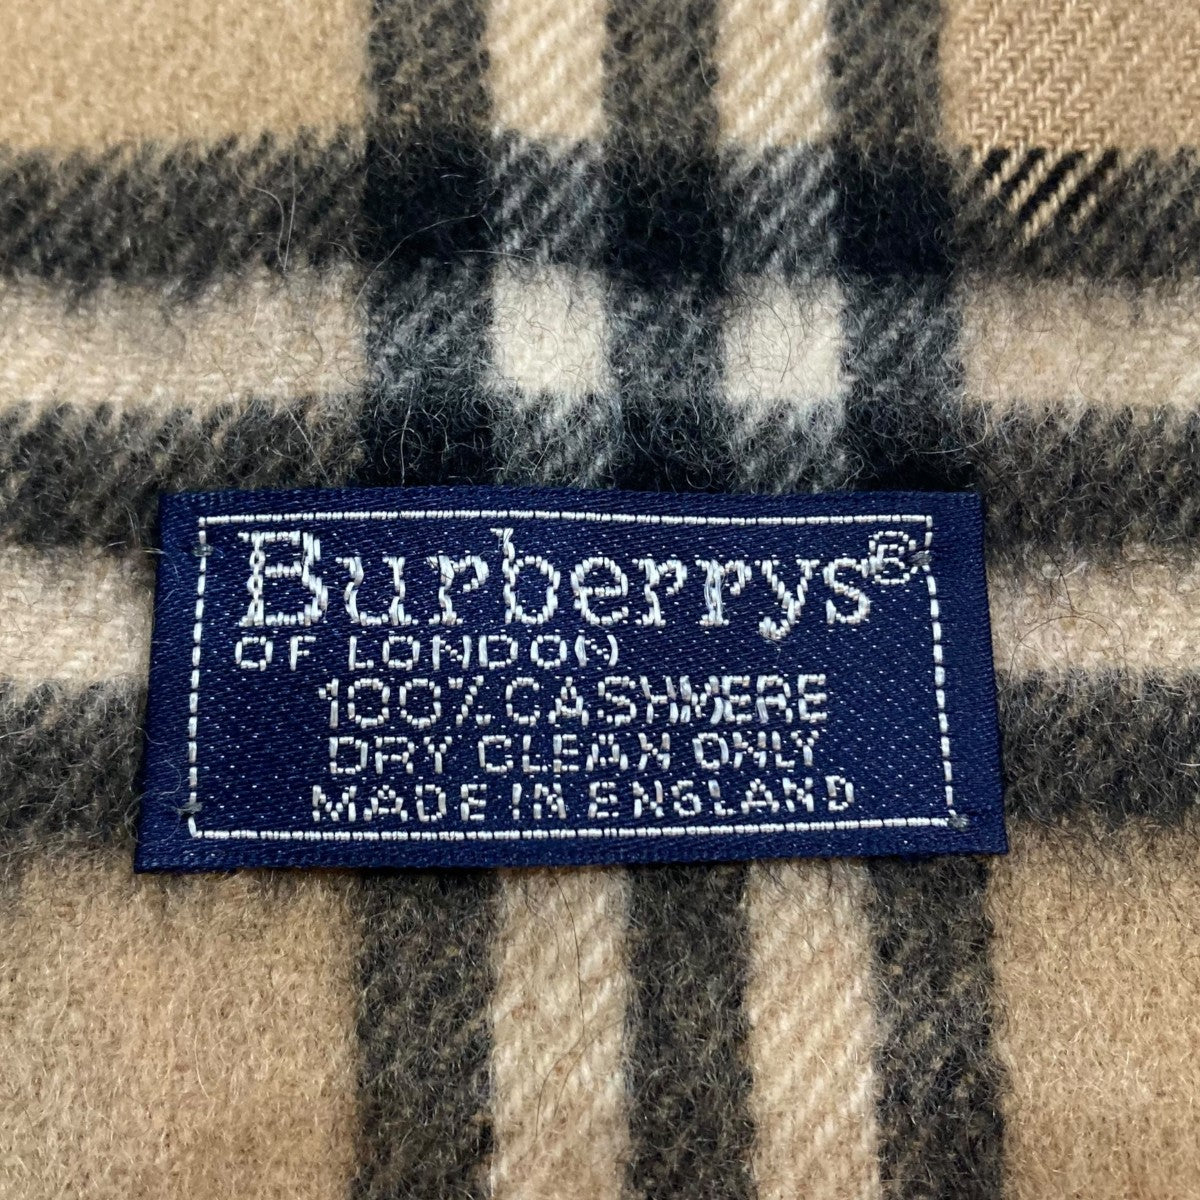 Burberrys®
OF LONDON
100% CASHMERE
DRY CLEAN ONLY
MADE IN ENGLAND